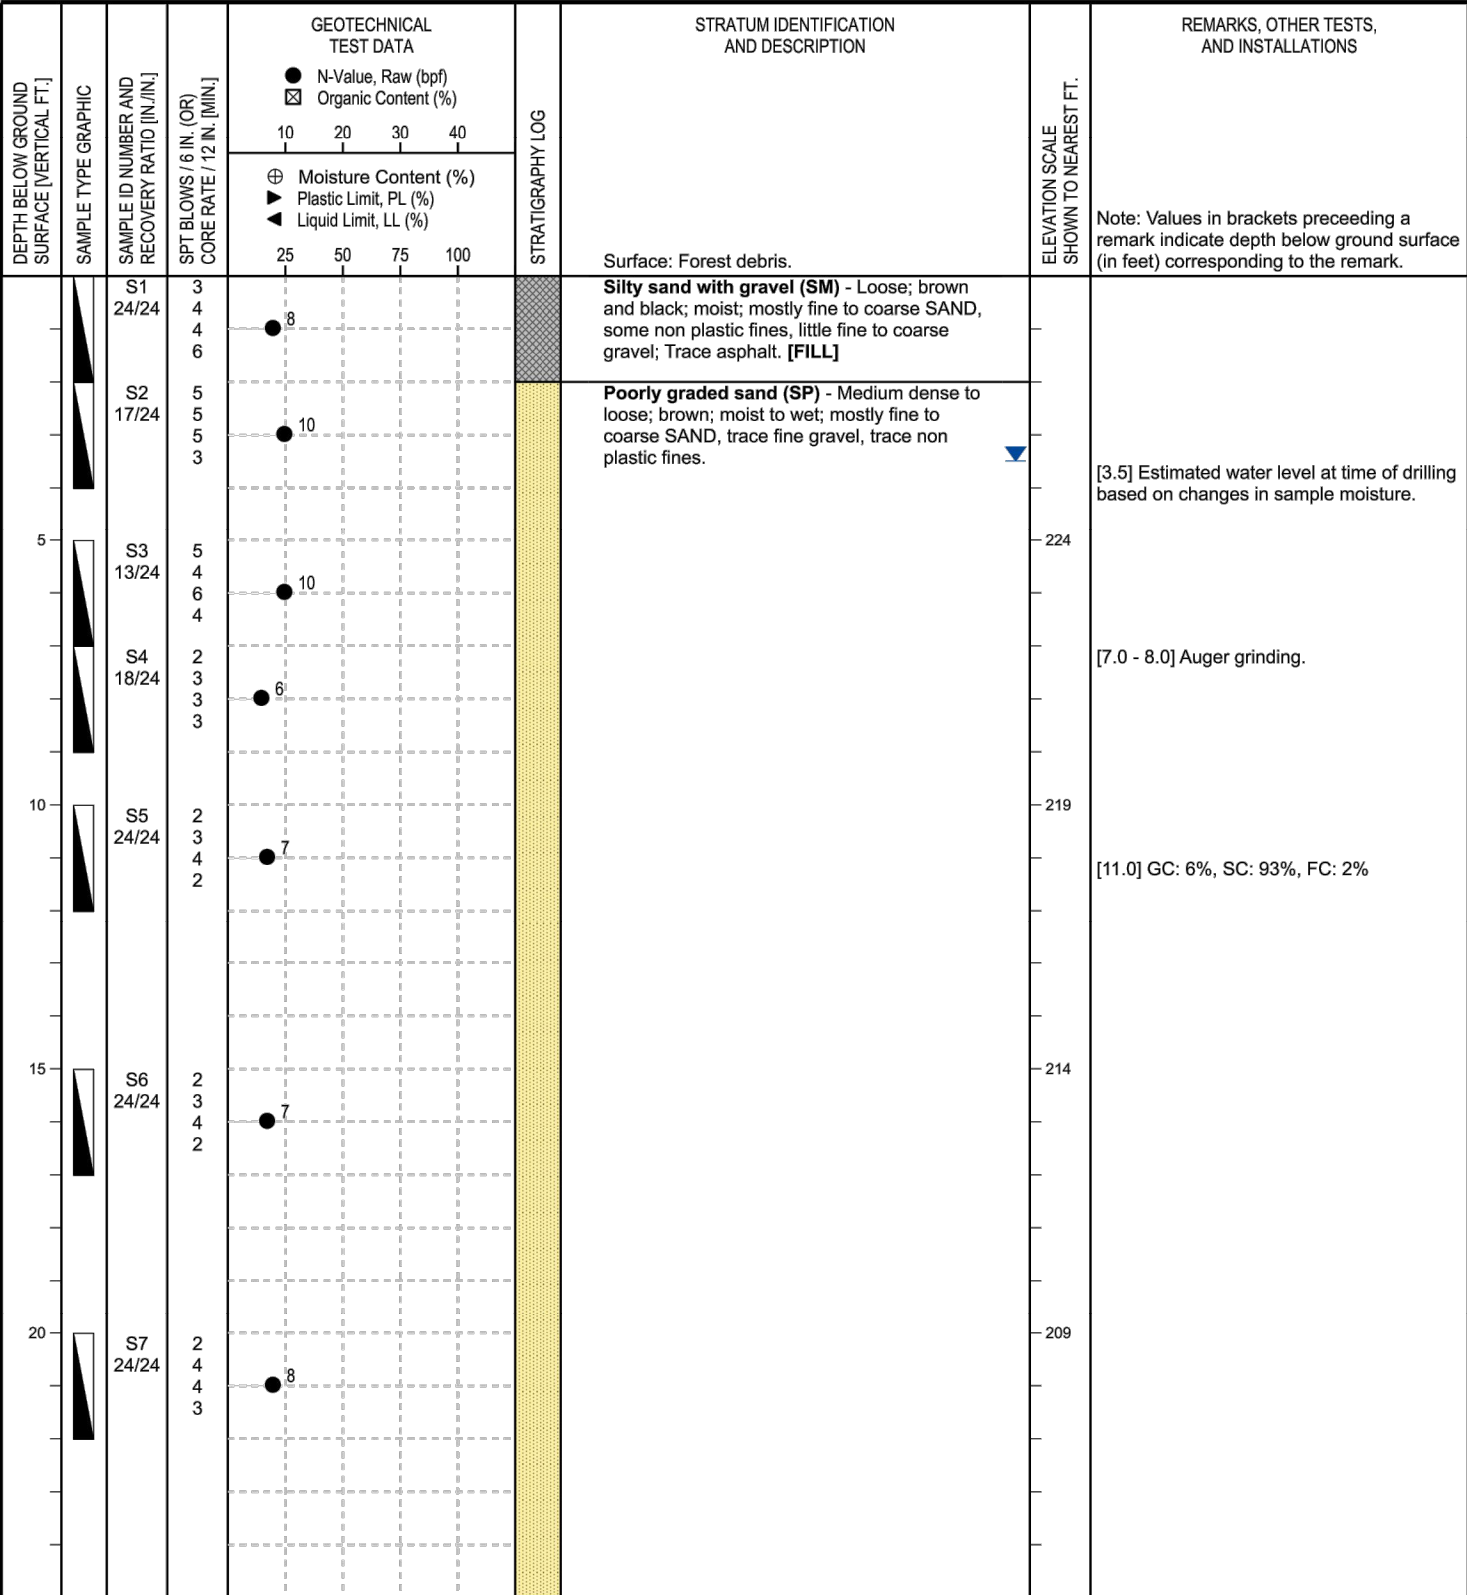 DEPTH BELOW GROUND
SURFACE [VERTICAL FT.]
SAMPLE TYPE GRAPHIC
SAMPLE ID NUMBER AND
RECOVERY RATIO [IN./IN.]
SPT BLOWS / 6 IN. (OR)
CORE RATE / 12 IN. [MIN.]
GEOTECHNICAL
TEST DATA
N-Value, Raw (bpf)
Organic Content (%)
10 20 30 40
Moisture Content (%)
Plastic Limit, PL (%)
Liquid Limit, LL (%)
25 50 75 100
STRATIGRAPHY LOG
STRATUM IDENTIFICATION
AND DESCRIPTION
Surface: Forest debris.
ELEVATION SCALE
SHOWN TO NEAREST FT.
REMARKS, OTHER TESTS,
AND INSTALLATIONS
Note: Values in brackets preceeding a
remark indicate depth below ground surface
(in feet) corresponding to the remark.
S1
24/24
3
4
4
6
8
Silty sand with gravel (SM) - Loose; brown
and black; moist; mostly fine to coarse SAND,
some non plastic fines, little fine to coarse
gravel; Trace asphalt. [FILL]
S2
17/24
5
5
5
3
10
Poorly graded sand (SP) - Medium dense to
loose; brown; moist to wet; mostly fine to
coarse SAND, trace fine gravel, trace non
plastic fines.
[3.5] Estimated water level at time of drilling
based on changes in sample moisture.
5
S3
13/24
5
4
6
4
10
224
S4
18/24
2
3
3
3
6
[7.0 - 8.0] Auger grinding.
10
S5
24/24
2
3
4
2
7
219
[11.0] GC: 6%, SC: 93%, FC: 2%
15
S6
24/24
2
3
4
2
7
214
20
S7
24/24
2
4
4
3
8
209